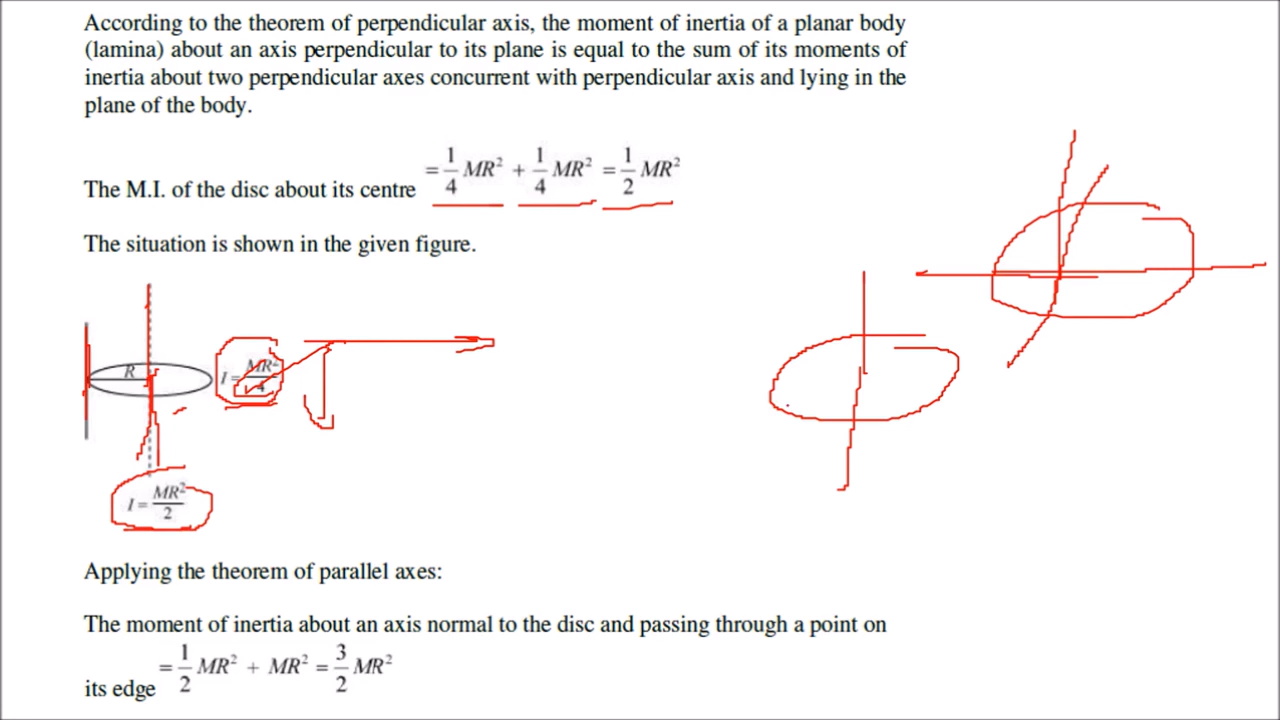 According to the theorem of perpendicular axis, the moment of inertia of a planar body
(lamina) about an axis perpendicular to its plane is equal to the sum of its moments of
inertia about two perpendicular axes concurrent with perpendicular axis and lying in the
plane of the body.
The M.I. of the disc about its centre = 1/4 MR² + 1/4 MR² = 1/2 MR²
The situation is shown in the given figure.
R
I = MR²/4
I = MR²/2
Applying the theorem of parallel axes:
The moment of inertia about an axis normal to the disc and passing through a point on
its edge = 1/2 MR² + MR² = 3/2 MR²